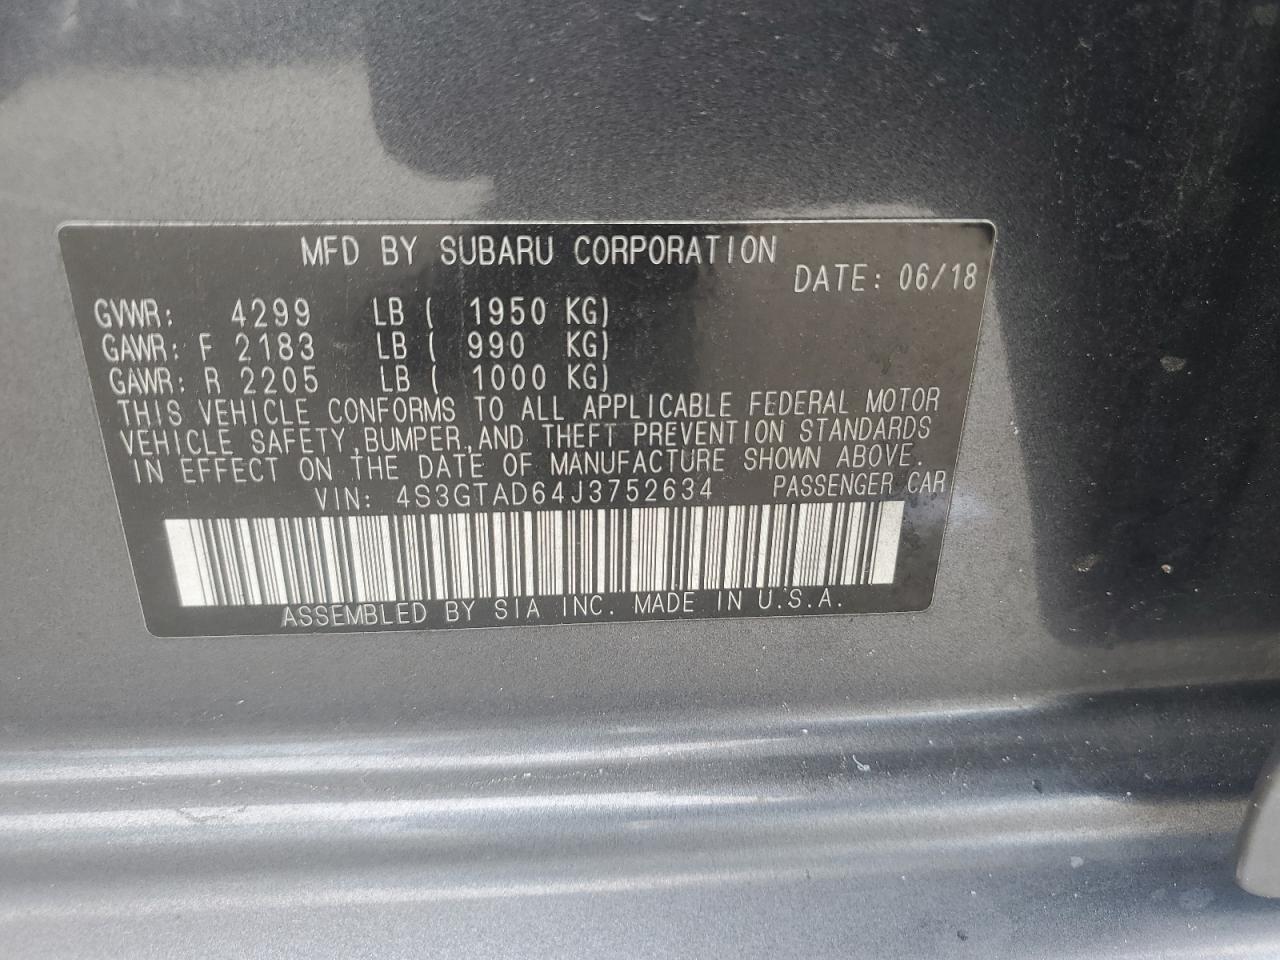 MFD BY SUBARU CORPORATION
DATE: 06/18
GVWR: 4299 LB ( 1950 KG)
GAWR: F 2183 LB ( 990 KG)
GAWR: R 2205 LB ( 1000 KG)
THIS VEHICLE CONFORMS TO ALL APPLICABLE FEDERAL MOTOR
VEHICLE SAFETY,BUMPER,AND THEFT PREVENTION STANDARDS
IN EFFECT ON THE DATE OF MANUFACTURE SHOWN ABOVE.
VIN: 4S3GTAD64J3752634 PASSENGER CAR
ASSEMBLED BY SIA INC. MADE IN U.S.A.